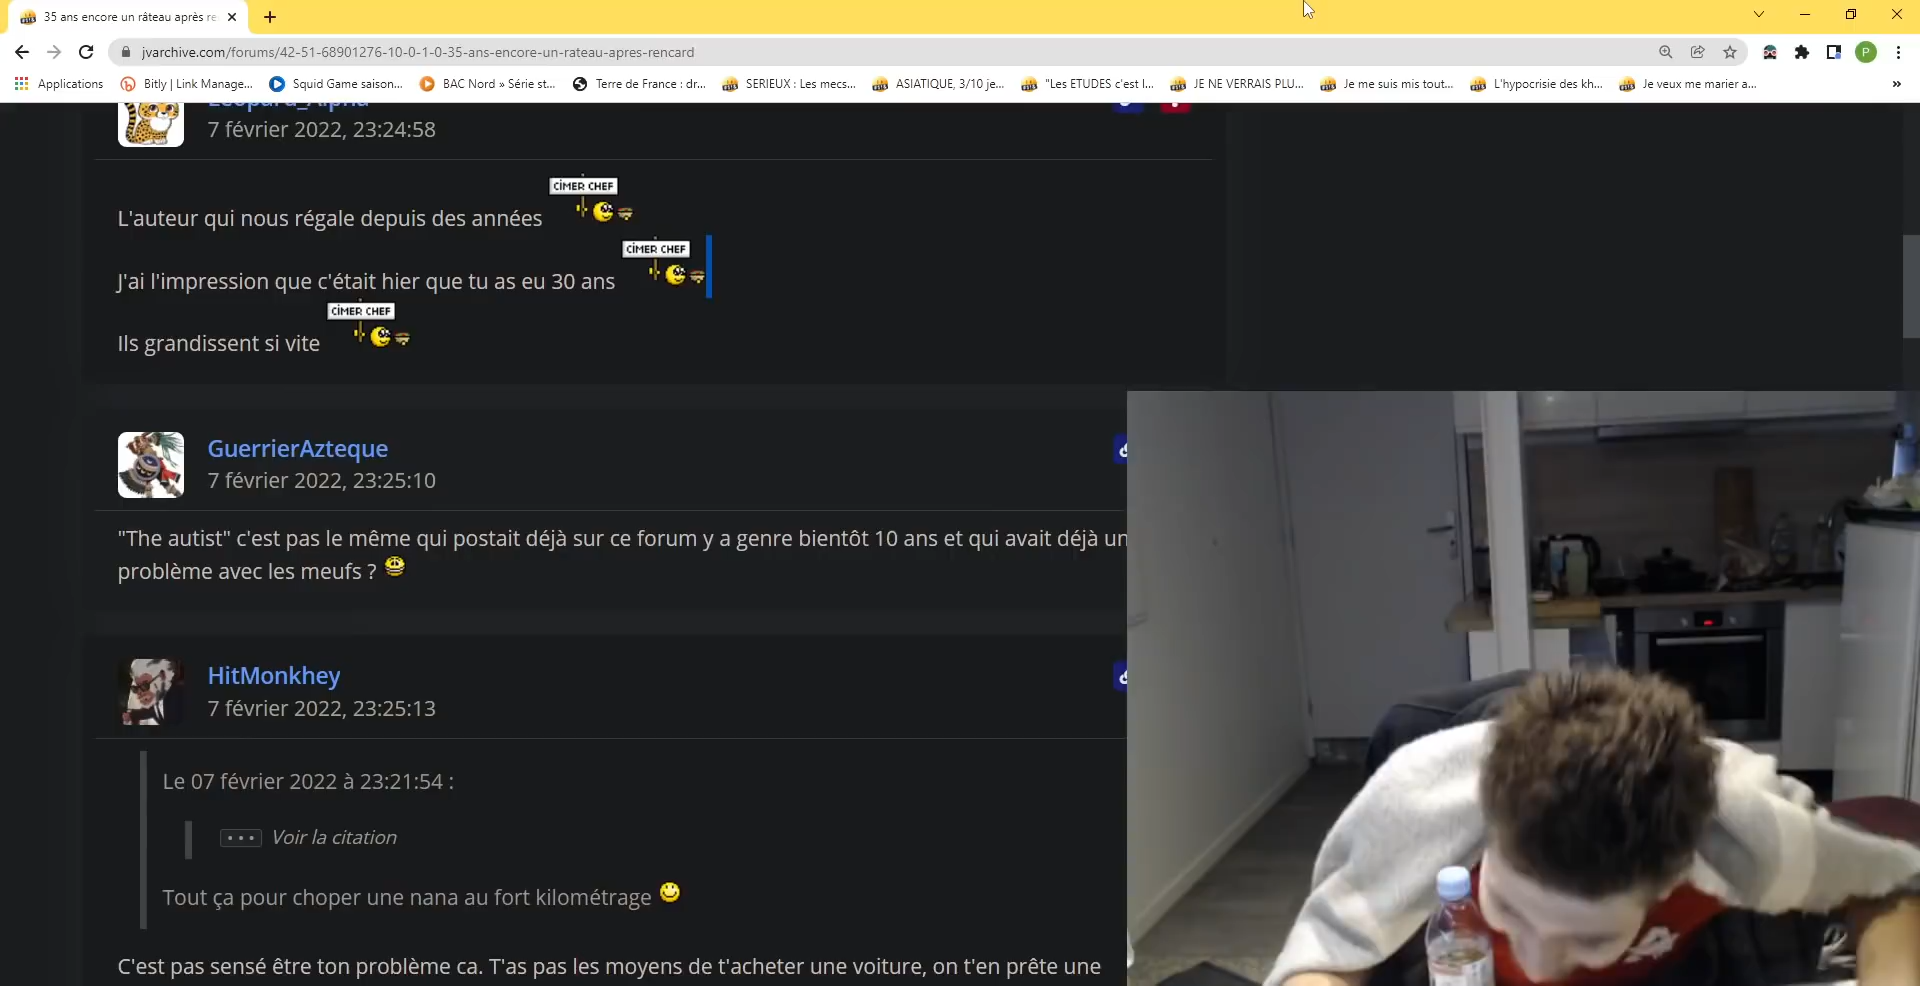 35 ans encore un râteau après re
jvarchive.com/forums/42-51-68901276-10-0-1-0-35-ans-encore-un-rateau-apres-rencard
P
Applications
Bitly | Link Manage...
Squid Game saison...
BAC Nord » Série st...
Terre de France : dr...
SERIEUX : Les mecs...
ASIATIQUE, 3/10 je...
"Les ETUDES c'est l...
JE NE VERRAIS PLU...
Je me suis mis tout...
L'hypocrisie des kh...
Je veux me marier a...
»
Leopard_Alpha
7 février 2022, 23:24:58
CIMER CHEF
L'auteur qui nous régale depuis des années
CIMER CHEF
J'ai l'impression que c'était hier que tu as eu 30 ans
CIMER CHEF
Ils grandissent si vite
GuerrierAzteque
7 février 2022, 23:25:10
"The autist" c'est pas le même qui postait déjà sur ce forum y a genre bientôt 10 ans et qui avait déjà un
problème avec les meufs ?
HitMonkhey
7 février 2022, 23:25:13
Le 07 février 2022 à 23:21:54 :
Voir la citation
Tout ça pour choper une nana au fort kilométrage
C'est pas sensé être ton problème ca. T'as pas les moyens de t'acheter une voiture, on t'en prête une